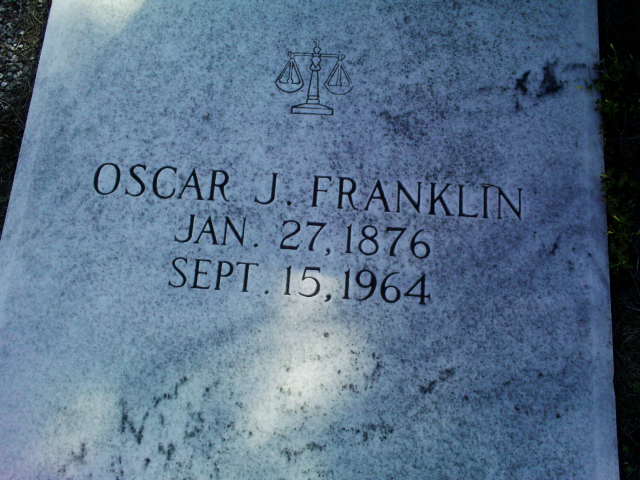 OSCAR J. FRANKLIN
JAN. 27, 1876
SEPT. 15, 1964